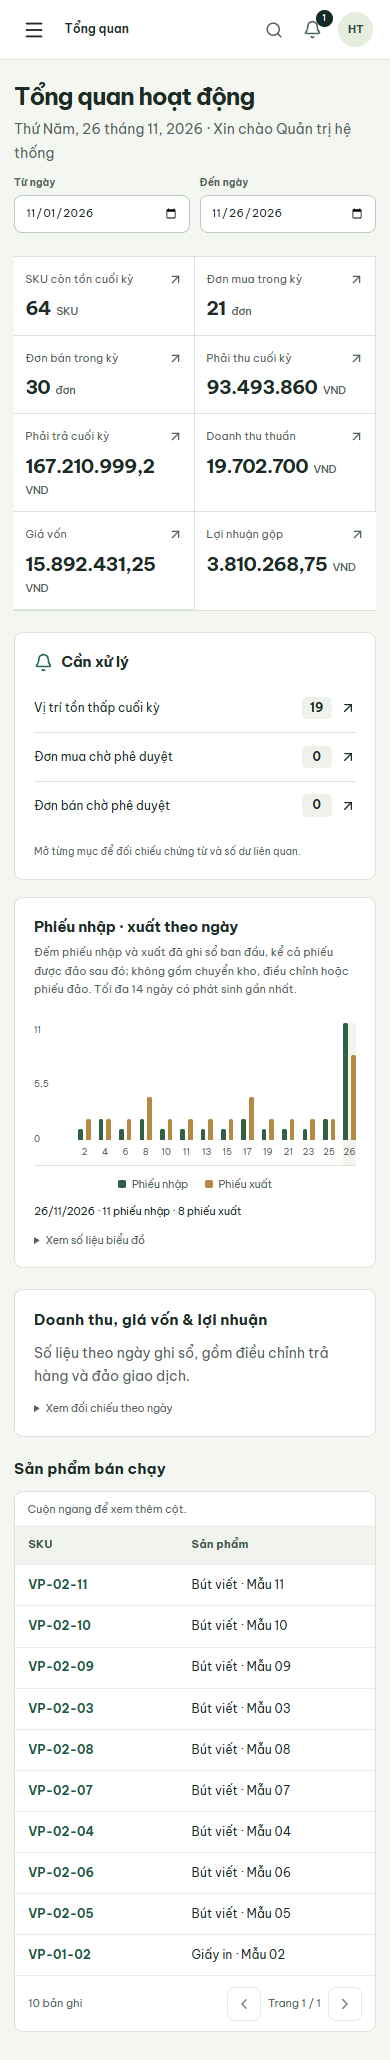 Tổng quan
1
HT
Tổng quan hoạt động
Thứ Năm, 26 tháng 11, 2026 · Xin chào Quản trị hệ
thống
Từ ngày
Đến ngày
11/01/2026
11/26/2026
SKU còn tồn cuối kỳ
64 SKU
Đơn mua trong kỳ
21 đơn
Đơn bán trong kỳ
30 đơn
Phải thu cuối kỳ
93.493.860 VND
Phải trả cuối kỳ
167.210.999,2
VND
Doanh thu thuần
19.702.700 VND
Giá vốn
15.892.431,25
VND
Lợi nhuận gộp
3.810.268,75 VND
Cần xử lý
Vị trí tồn thấp cuối kỳ 19
Đơn mua chờ phê duyệt 0
Đơn bán chờ phê duyệt 0
Mở từng mục để đối chiếu chứng từ và số dư liên quan.
Phiếu nhập · xuất theo ngày
Đếm phiếu nhập và xuất đã ghi sổ ban đầu, kể cả phiếu
được đảo sau đó; không gồm chuyển kho, điều chỉnh hoặc
phiếu đảo. Tối đa 14 ngày có phát sinh gần nhất.
11
5,5
0
2 4 6 8 10 11 13 15 17 19 21 23 25 26
Phiếu nhập Phiếu xuất
26/11/2026 · 11 phiếu nhập · 8 phiếu xuất
Xem số liệu biểu đồ
Doanh thu, giá vốn & lợi nhuận
Số liệu theo ngày ghi sổ, gồm điều chỉnh trả
hàng và đảo giao dịch.
Xem đối chiếu theo ngày
Sản phẩm bán chạy
Cuộn ngang để xem thêm cột.
SKU Sản phẩm
VP-02-11 Bút viết · Mẫu 11
VP-02-10 Bút viết · Mẫu 10
VP-02-09 Bút viết · Mẫu 09
VP-02-03 Bút viết · Mẫu 03
VP-02-08 Bút viết · Mẫu 08
VP-02-07 Bút viết · Mẫu 07
VP-02-04 Bút viết · Mẫu 04
VP-02-06 Bút viết · Mẫu 06
VP-02-05 Bút viết · Mẫu 05
VP-01-02 Giấy in · Mẫu 02
10 bản ghi
Trang 1 / 1